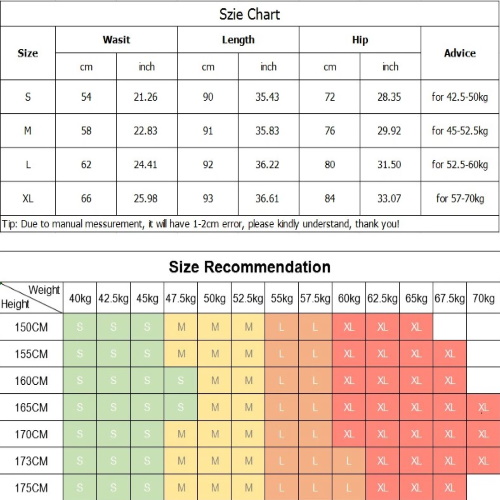 Szie Chart
Size Wasit Length Hip Advice
cm inch cm inch cm inch
S 54 21.26 90 35.43 72 28.35 for 42.5-50kg
M 58 22.83 91 35.83 76 29.92 for 45-52.5kg
L 62 24.41 92 36.22 80 31.50 for 52.5-60kg
XL 66 25.98 93 36.61 84 33.07 for 57-70kg
Tip: Due to manual messurement, it will have 1-2cm error, please kindly understand, thank you!
Size Recommendation
Weight
Height 40kg 42.5kg 45kg 47.5kg 50kg 52.5kg 55kg 57.5kg 60kg 62.5kg 65kg 67.5kg 70kg
150CM S S S M M M L L XL XL XL
155CM S S S M M M L L XL XL XL XL
160CM S S S S M M L L XL XL XL XL
165CM S S S S M M L L XL XL XL XL XL
170CM S S S M M M L L XL XL XL XL XL
173CM S S S M M M L L L XL XL XL XL
175CM S S S M M M L L L XL XL XL XL